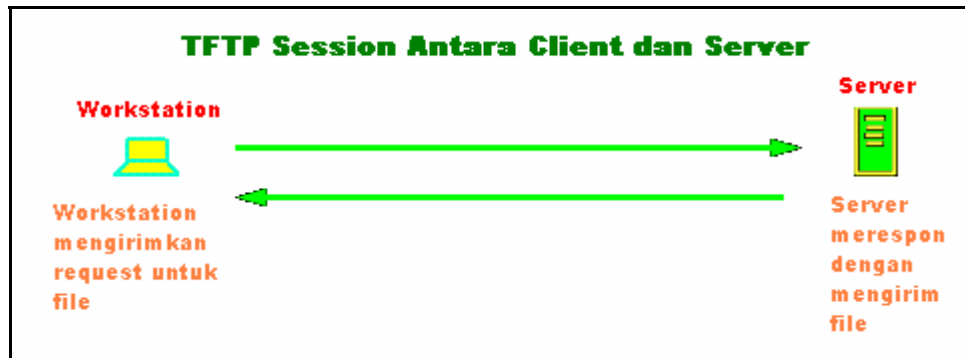 TFTP Session Antara Client dan Server
Server
Workstation
Workstation
mengirimkan
request untuk
file
Server
merespon
dengan
mengirim
file